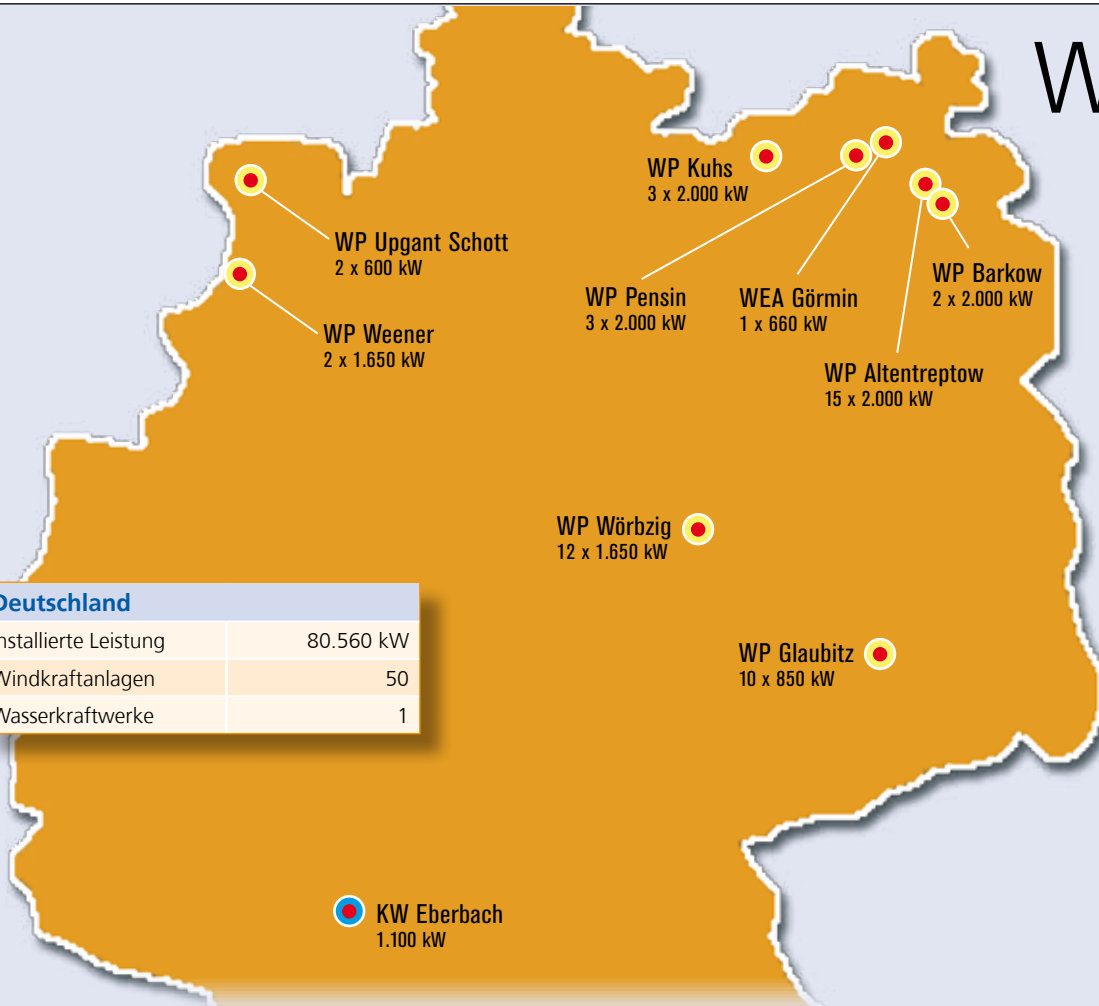 W
WP Kuhs
3 x 2.000 kW
WP Upgant Schott
2 x 600 kW
WP Pensin
3 x 2.000 kW
WEA Görmin
1 x 660 kW
WP Barkow
2 x 2.000 kW
WP Weener
2 x 1.650 kW
WP Altentreptow
15 x 2.000 kW
WP Wörbzig
12 x 1.650 kW
Deutschland
nstallierte Leistung 80.560 kW
Windkraftanlagen 50
Wasserkraftwerke 1
WP Glaubitz
10 x 850 kW
KW Eberbach
1.100 kW